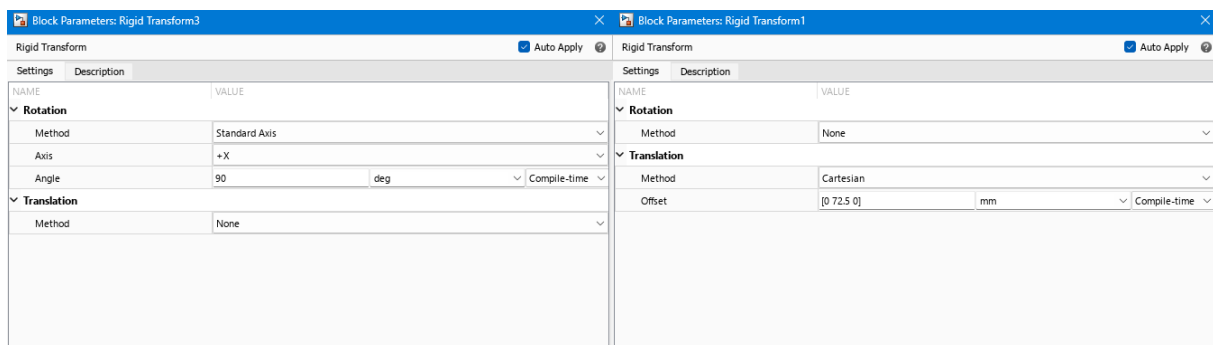 Block Parameters: Rigid Transform3
Rigid Transform
Auto Apply
Settings Description
NAME VALUE
Rotation
Method Standard Axis
Axis +X
Angle 90 deg Compile-time
Translation
Method None
Block Parameters: Rigid Transform1
Rigid Transform
Auto Apply
Settings Description
NAME VALUE
Rotation
Method None
Translation
Method Cartesian
Offset [0 72.5 0] mm Compile-time